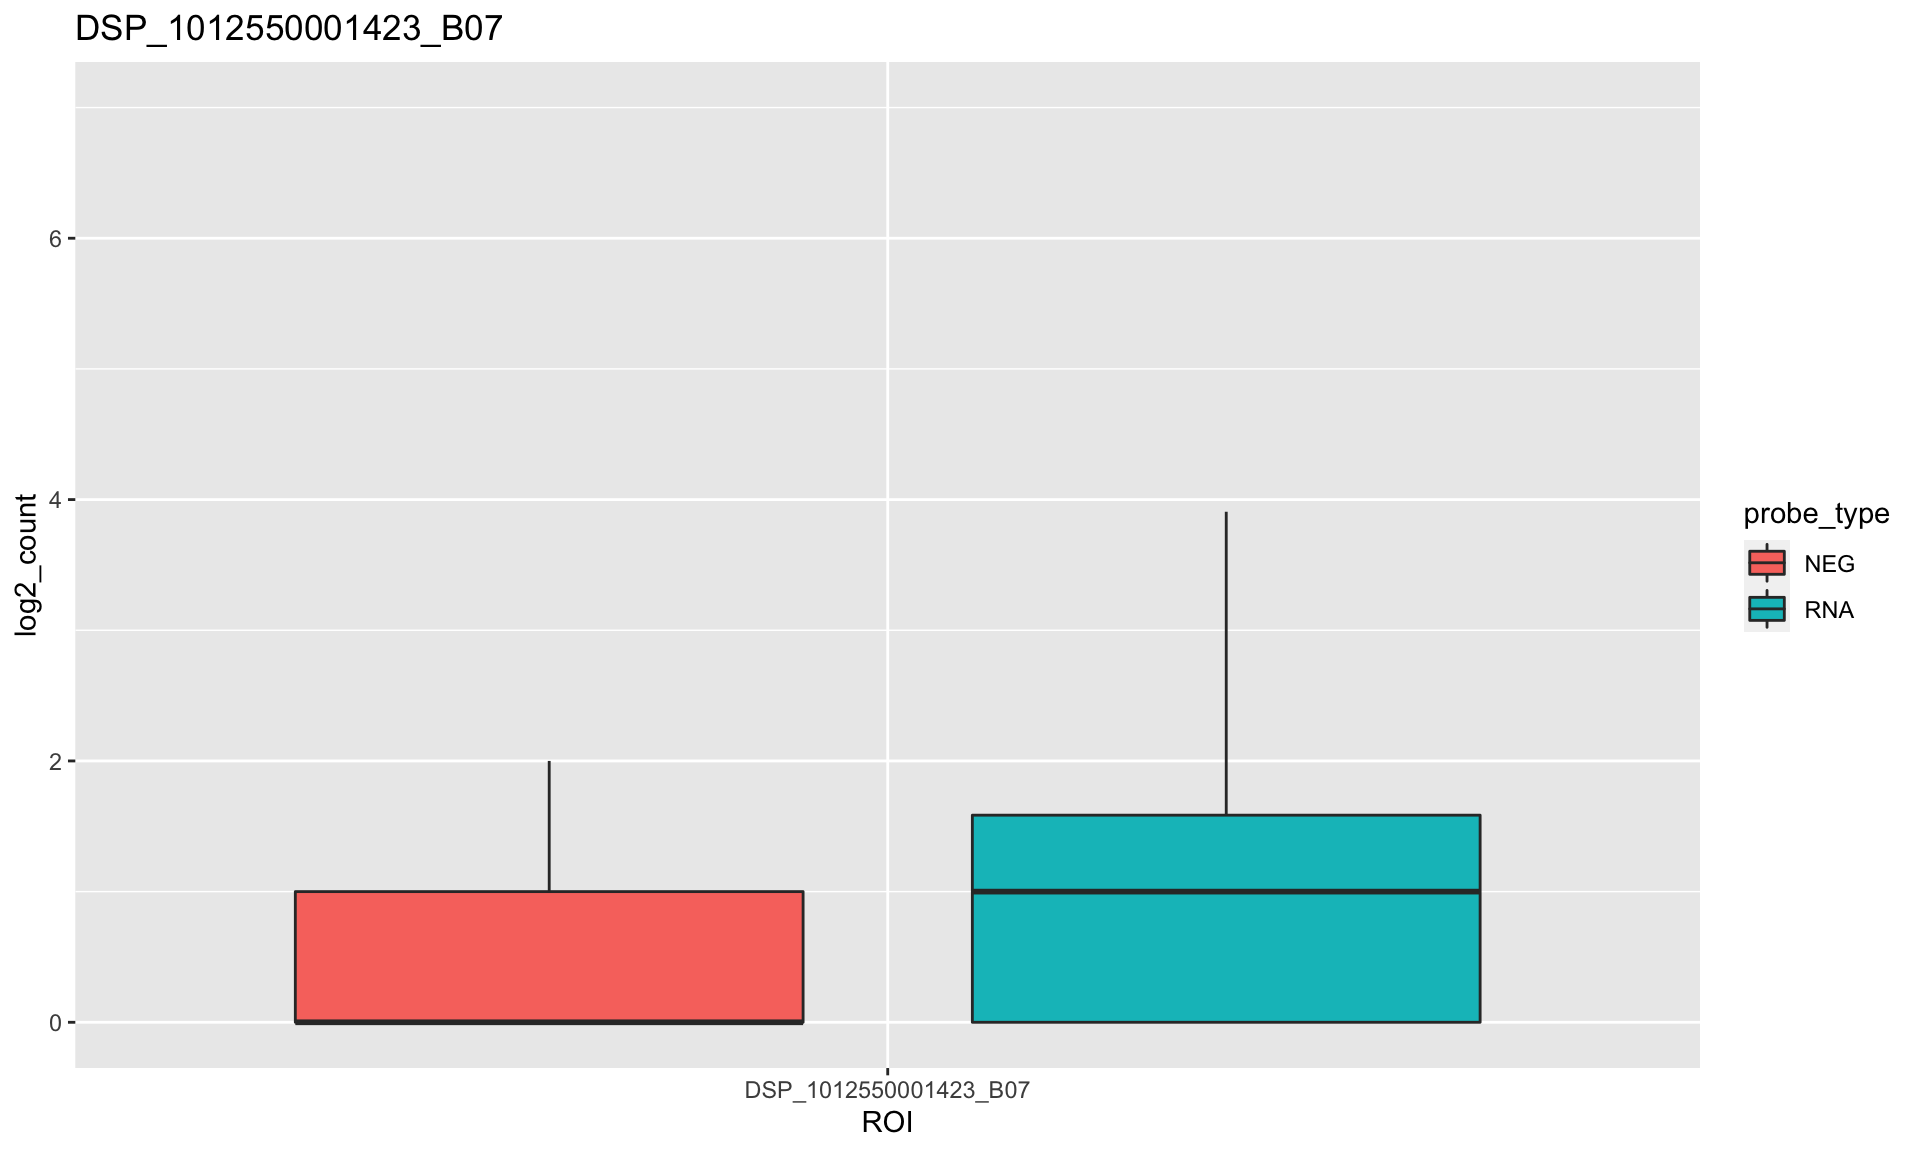 DSP_1012550001423_B07
log2_count
6
4
2
0
DSP_1012550001423_B07
ROI
probe_type
NEG
RNA